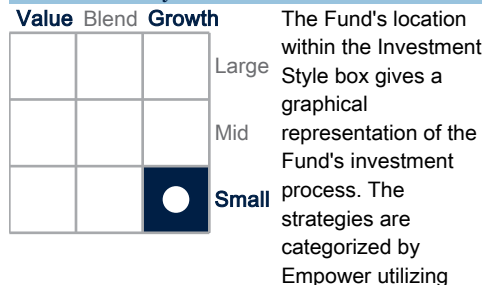 Value Blend Growth
Large
Mid
Small
The Fund's location
within the Investment
Style box gives a
graphical
representation of the
Fund's investment
process. The
strategies are
categorized by
Empower utilizing